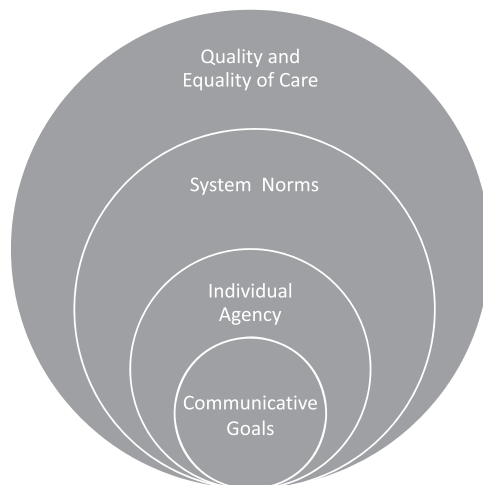 Quality and
Equality of Care
System Norms
Individual
Agency
Communicative
Goals